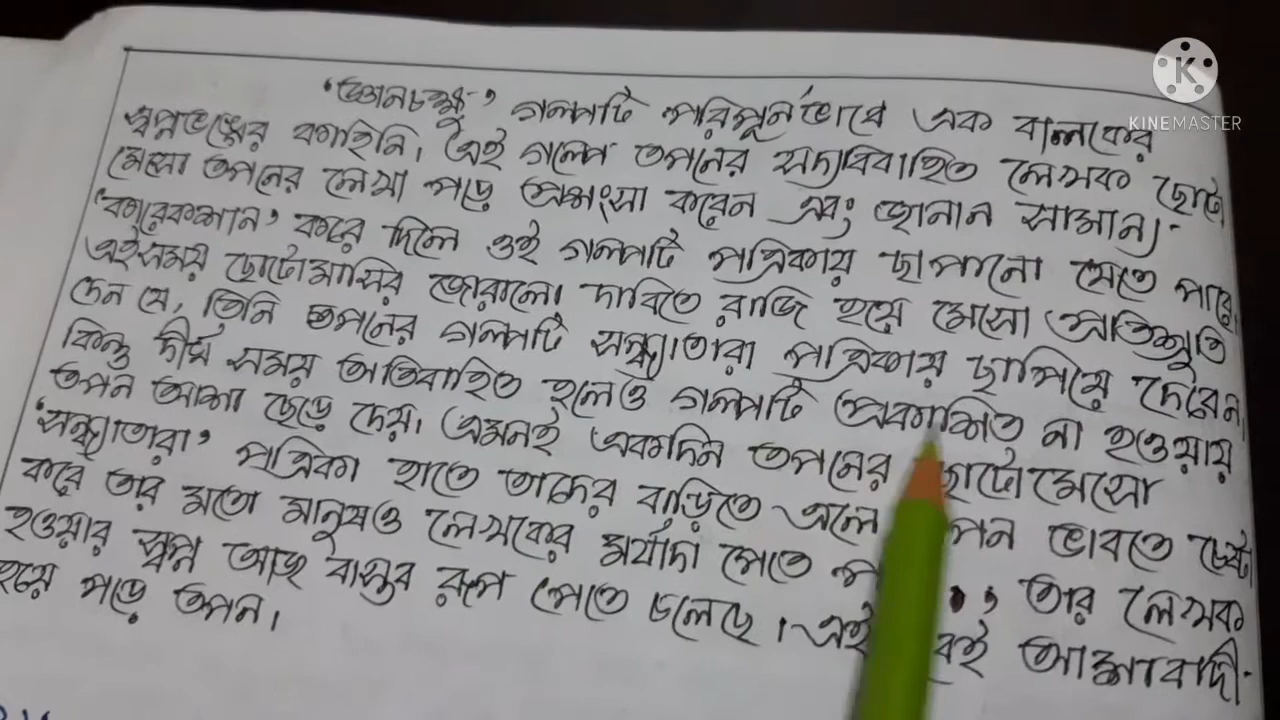 'জ্ঞানচক্ষু' গল্পটি পরিপূর্নভাবে এক বালকের
স্বপ্নভঙ্গের কাহিনি। এই গল্পে তপনের সদ্যবিবাহিত লেখক ছোটো
মেসো তপনের লেখা পড়ে প্রশংসা করেন এবং জানান সামান্য
'কারেকশান' করে দিলে ওই গল্পটি পত্রিকায় ছাপানো যেতে পারে।
এইসময় ছোটোমাসির জোরালো দাবিতে রাজি হয়ে মেসো প্রতিশ্রুতি
দেন যে, তিনি তপনের গল্পটি সন্ধ্যাতারা পত্রিকায় ছাপিয়ে দেবেন।
কিন্তু দীর্ঘ সময় অতিবাহিত হলেও গল্পটি প্রকাশিত না হওয়ায়
তপন আশা ছেড়ে দেয়। এমনই একদিন তপনের ছোটোমেসো
'সন্ধ্যাতারা' পত্রিকা হাতে তাদের বাড়িতে এলে তপন ভাবতে চেষ্টা
করে তার মতো মানুষও লেখকের মর্যাদা পেতে তার লেখক
হওয়ার স্বপ্ন আজ বাস্তব রূপ পেতে চলেছে। এই আশাবাদী
হয়ে পড়ে তপন।
KINEMASTER